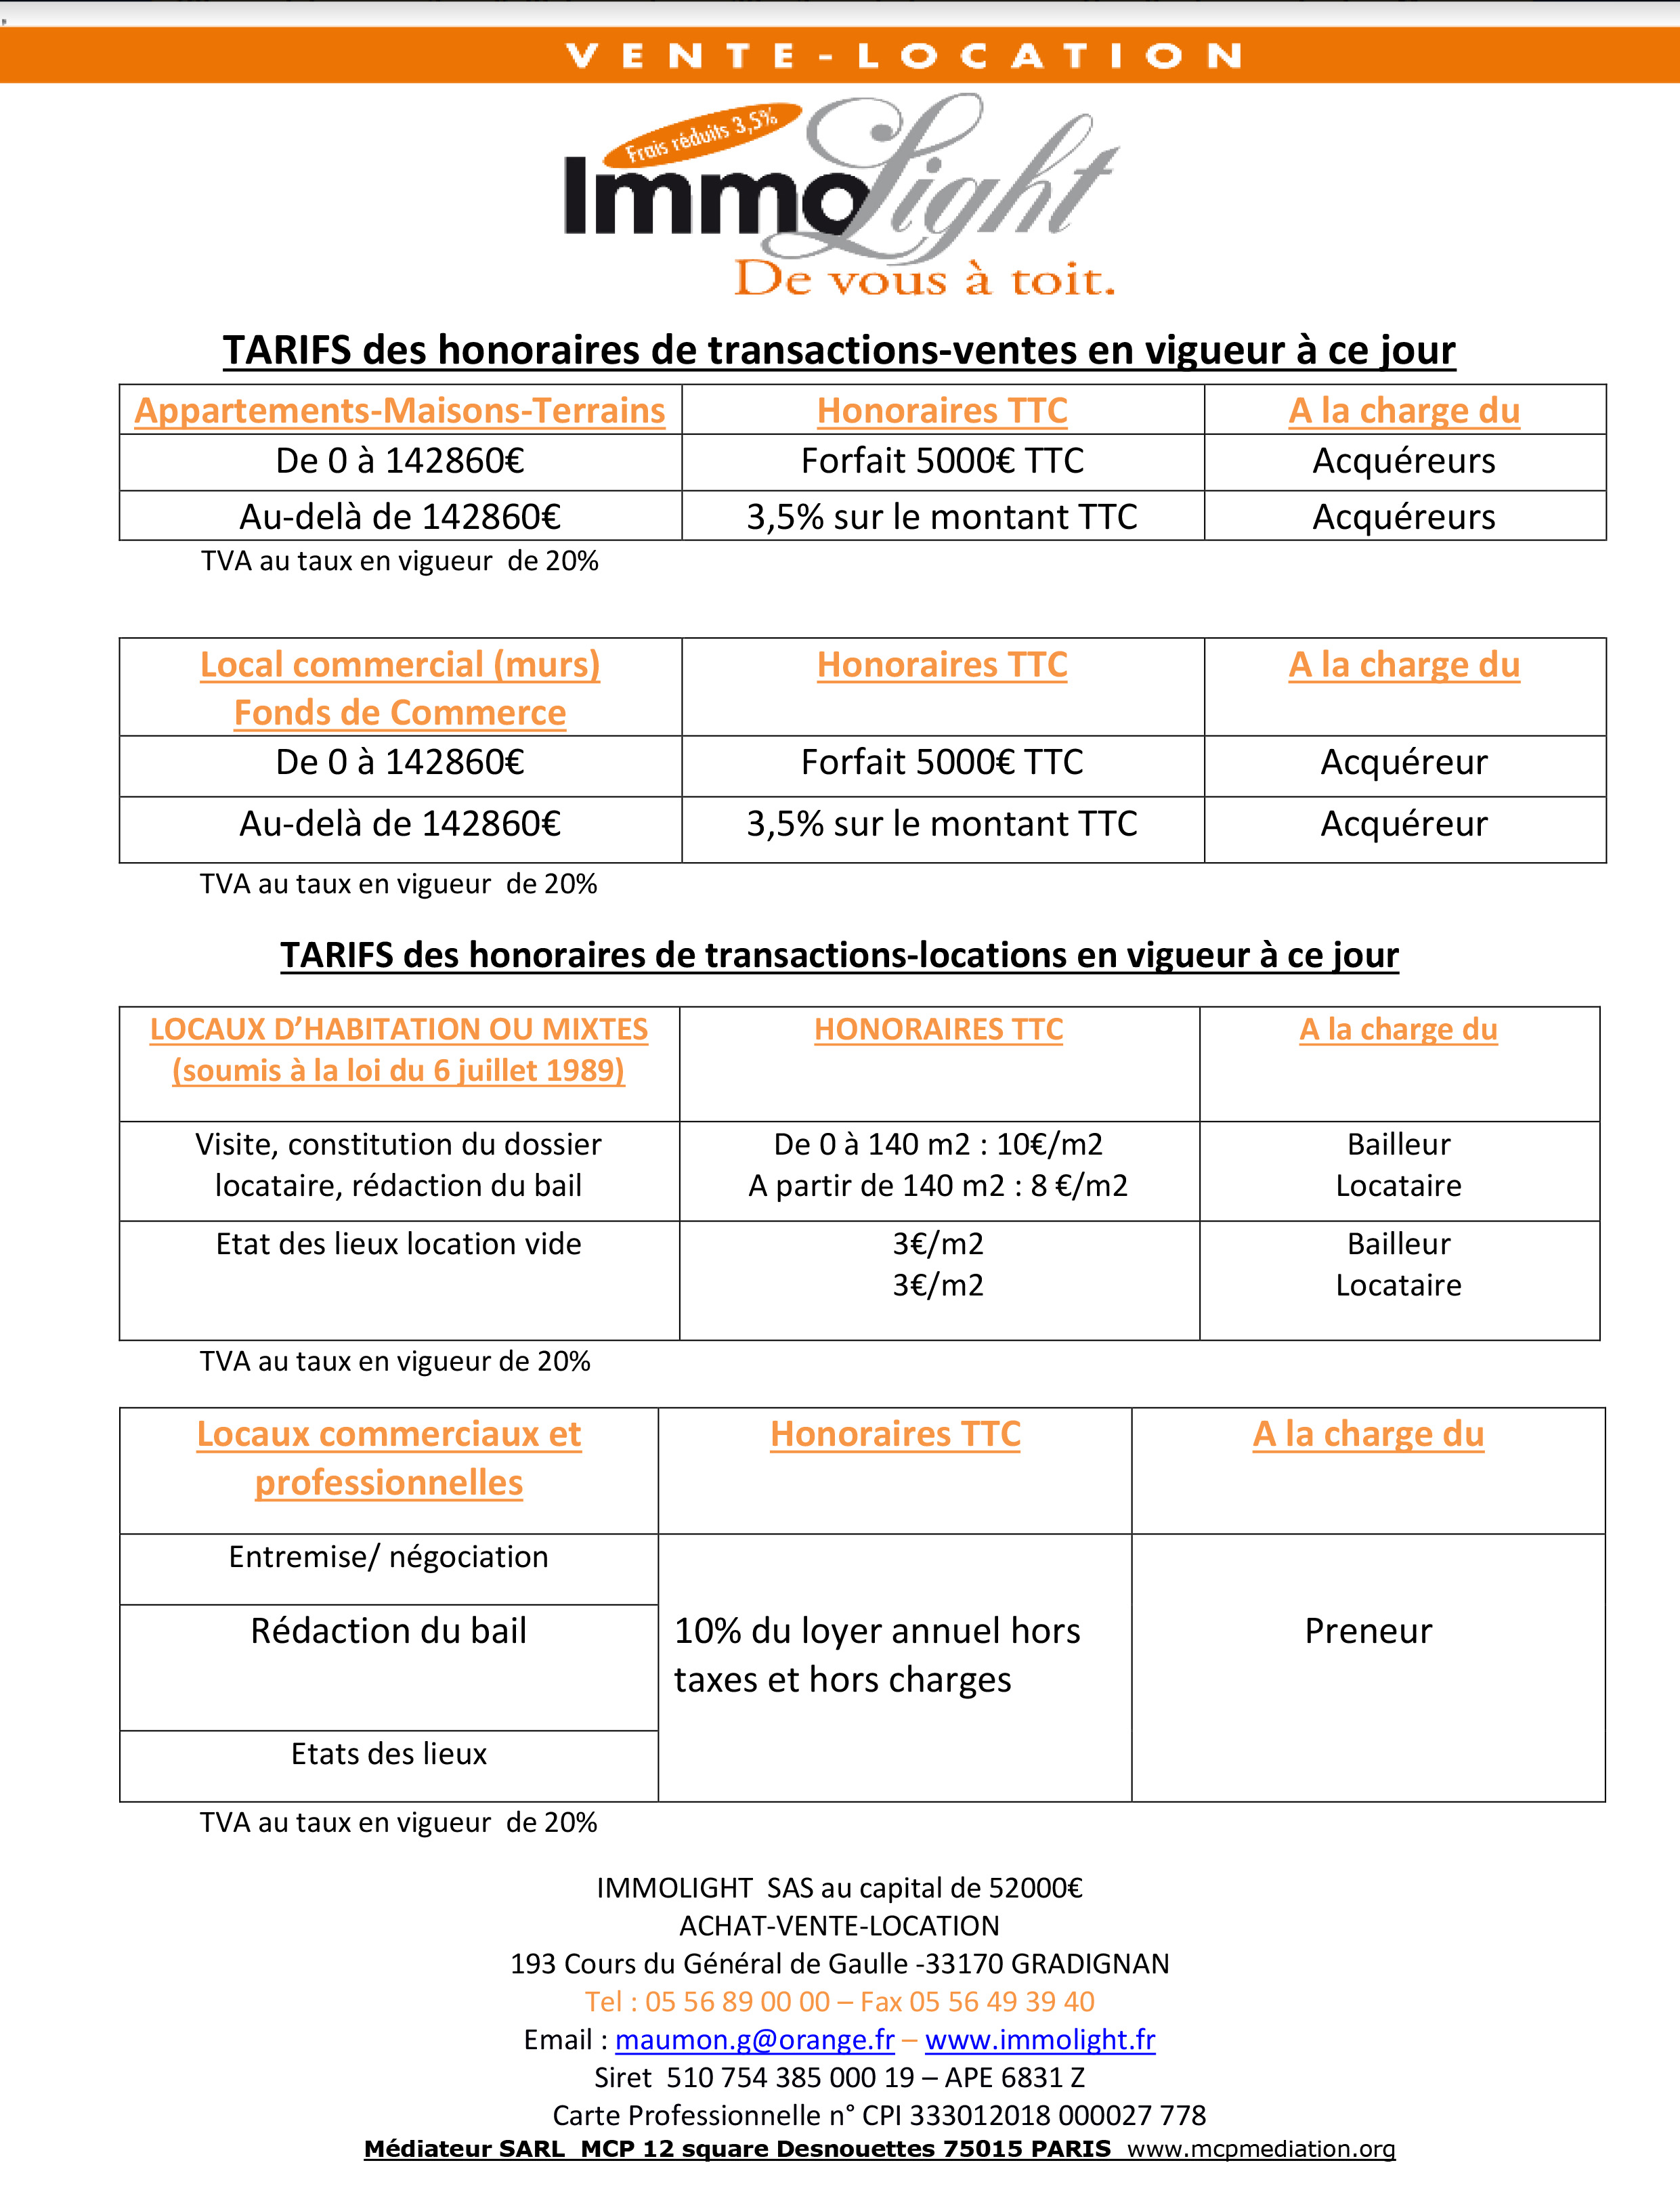 VENTE-LOCATION
Frais réduits 3,5%
ImmoLight
De vous à toit.
TARIFS des honoraires de transactions-ventes en vigueur à ce jour
Appartements-Maisons-Terrains Honoraires TTC A la charge du
De 0 à 142860€ Forfait 5000€ TTC Acquéreurs
Au-delà de 142860€ 3,5% sur le montant TTC Acquéreurs
TVA au taux en vigueur de 20%
Local commercial (murs) Honoraires TTC A la charge du
Fonds de Commerce
De 0 à 142860€ Forfait 5000€ TTC Acquéreur
Au-delà de 142860€ 3,5% sur le montant TTC Acquéreur
TVA au taux en vigueur de 20%
TARIFS des honoraires de transactions-locations en vigueur à ce jour
LOCAUX D’HABITATION OU MIXTES HONORAIRES TTC A la charge du
(soumis à la loi du 6 juillet 1989)
Visite, constitution du dossier De 0 à 140 m2 : 10€/m2 Bailleur
locataire, rédaction du bail A partir de 140 m2 : 8 €/m2 Locataire
Etat des lieux location vide 3€/m2 Bailleur
3€/m2 Locataire
TVA au taux en vigueur de 20%
Locaux commerciaux et Honoraires TTC A la charge du
professionnelles
Entremise/ négociation
Rédaction du bail 10% du loyer annuel hors Preneur
taxes et hors charges
Etats des lieux
TVA au taux en vigueur de 20%
IMMOLIGHT SAS au capital de 52000€
ACHAT-VENTE-LOCATION
193 Cours du Général de Gaulle -33170 GRADIGNAN
Tel : 05 56 89 00 00 – Fax 05 56 49 39 40
Email : maumon.g@orange.fr – www.immolight.fr
Siret 510 754 385 000 19 – APE 6831 Z
Carte Professionnelle n° CPI 333012018 000027 778
Médiateur SARL MCP 12 square Desnouettes 75015 PARIS www.mcpmediation.org